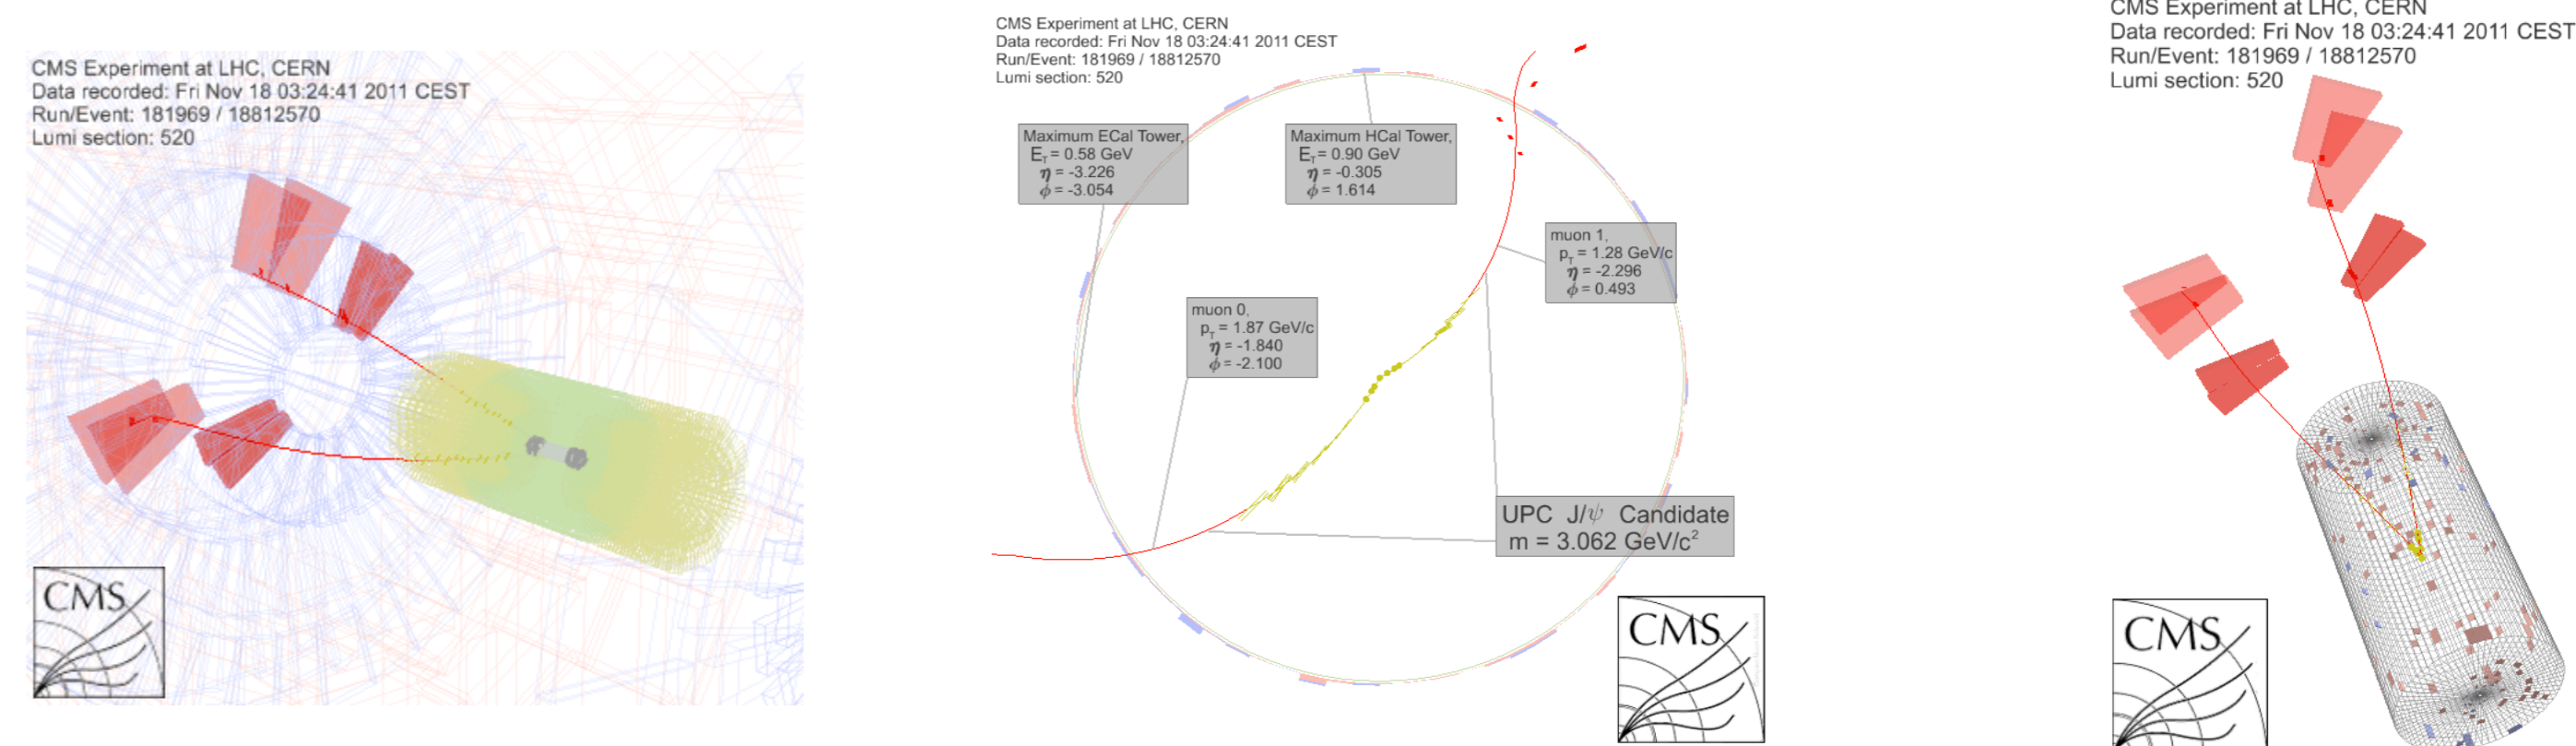 CMS Experiment at LHC, CERN
Data recorded: Fri Nov 18 03:24:41 2011 CEST
Run/Event: 181969 / 18812570
Lumi section: 520
CMS
CMS Experiment at LHC, CERN
Data recorded: Fri Nov 18 03:24:41 2011 CEST
Run/Event: 181969 / 18812570
Lumi section: 520
Maximum ECal Tower,
E_T = 0.58 GeV
η = -3.226
ϕ = -3.054
Maximum HCal Tower,
E_T = 0.90 GeV
η = -0.305
ϕ = 1.614
muon 1,
p_T = 1.28 GeV/c
η = -2.296
ϕ = 0.493
muon 0,
p_T = 1.87 GeV/c
η = -1.840
ϕ = -2.100
UPC J/ψ Candidate
m = 3.062 GeV/c²
CMS
CMS Experiment at LHC, CERN
Data recorded: Fri Nov 18 03:24:41 2011 CEST
Run/Event: 181969 / 18812570
Lumi section: 520
CMS